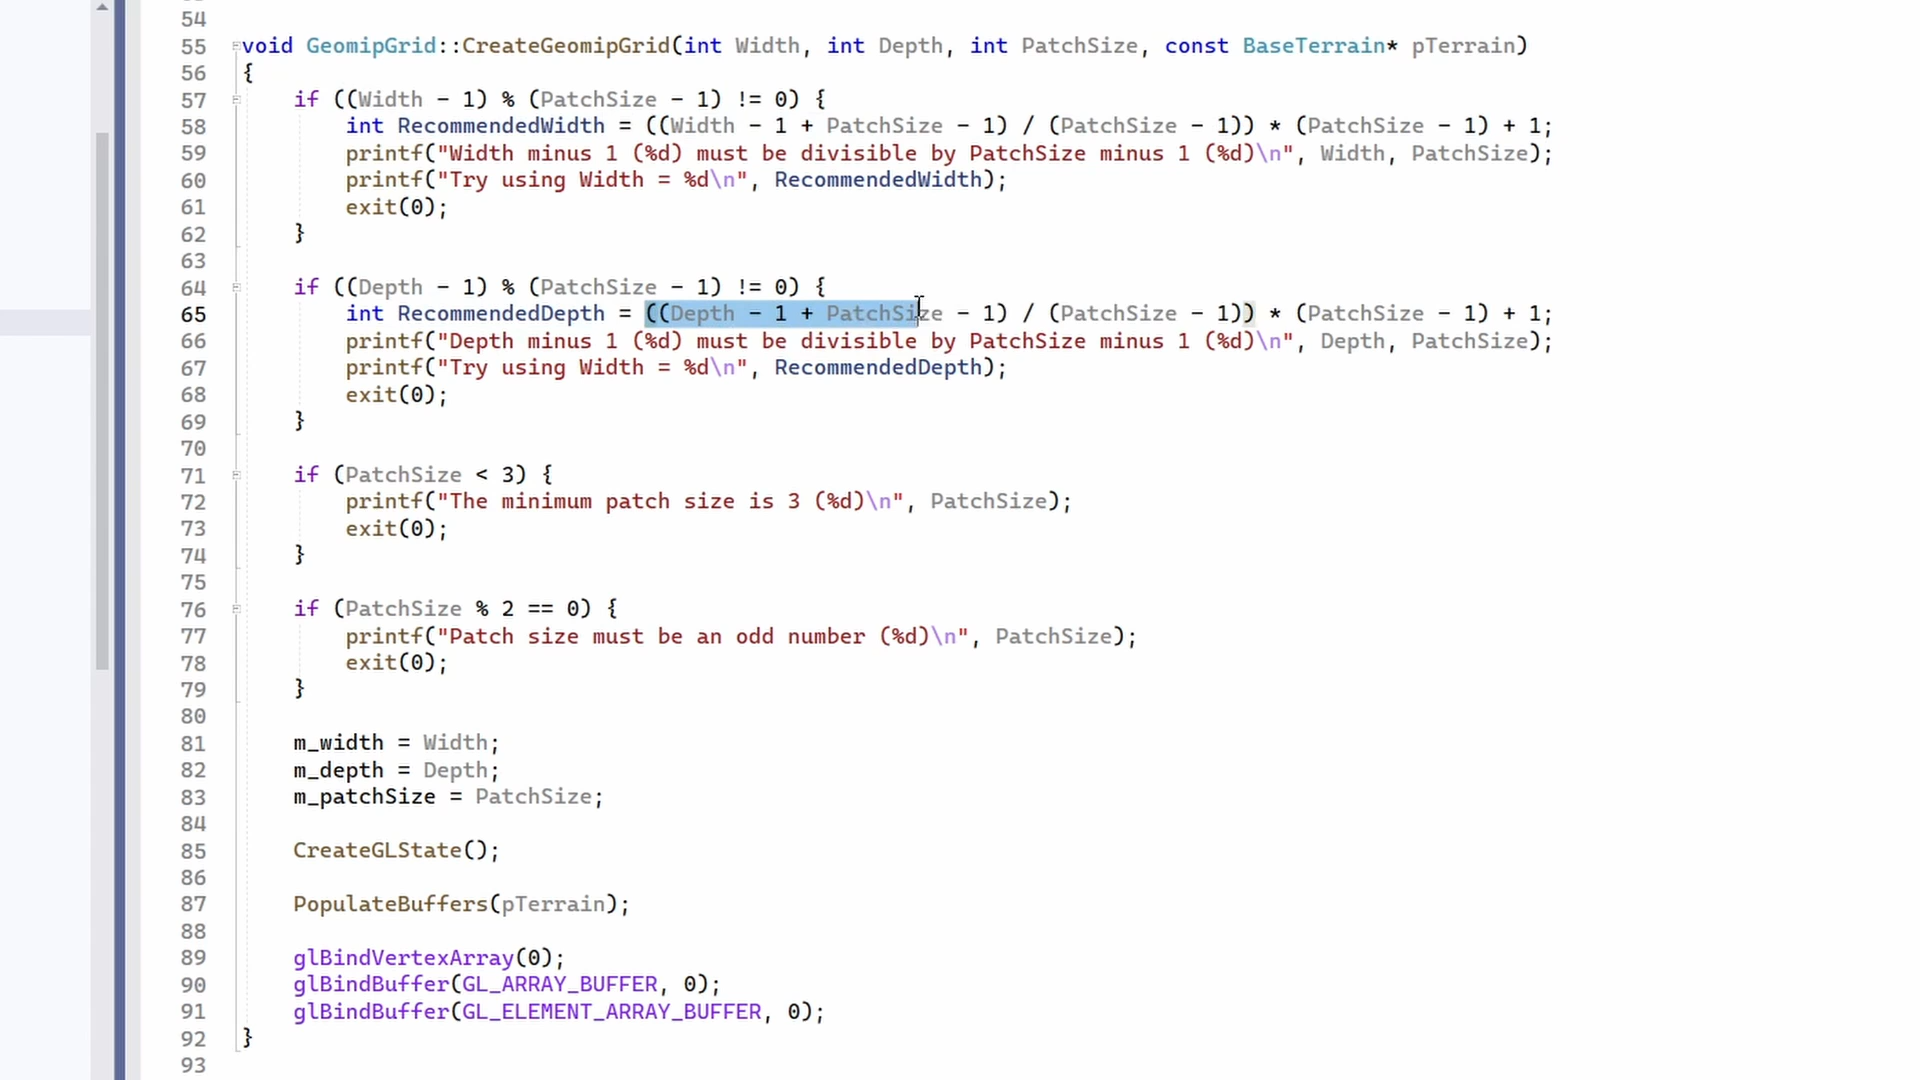 54
55 void GeomipGrid::CreateGeomipGrid(int Width, int Depth, int PatchSize, const BaseTerrain* pTerrain)
56 {
57     if ((Width - 1) % (PatchSize - 1) != 0) {
58         int RecommendedWidth = ((Width - 1 + PatchSize - 1) / (PatchSize - 1)) * (PatchSize - 1) + 1;
59         printf("Width minus 1 (%d) must be divisible by PatchSize minus 1 (%d)\n", Width, PatchSize);
60         printf("Try using Width = %d\n", RecommendedWidth);
61         exit(0);
62     }
63
64     if ((Depth - 1) % (PatchSize - 1) != 0) {
65         int RecommendedDepth = ((Depth - 1 + PatchSize - 1) / (PatchSize - 1)) * (PatchSize - 1) + 1;
66         printf("Depth minus 1 (%d) must be divisible by PatchSize minus 1 (%d)\n", Depth, PatchSize);
67         printf("Try using Width = %d\n", RecommendedDepth);
68         exit(0);
69     }
70
71     if (PatchSize < 3) {
72         printf("The minimum patch size is 3 (%d)\n", PatchSize);
73         exit(0);
74     }
75
76     if (PatchSize % 2 == 0) {
77         printf("Patch size must be an odd number (%d)\n", PatchSize);
78         exit(0);
79     }
80
81     m_width = Width;
82     m_depth = Depth;
83     m_patchSize = PatchSize;
84
85     CreateGLState();
86
87     PopulateBuffers(pTerrain);
88
89     glBindVertexArray(0);
90     glBindBuffer(GL_ARRAY_BUFFER, 0);
91     glBindBuffer(GL_ELEMENT_ARRAY_BUFFER, 0);
92 }
93